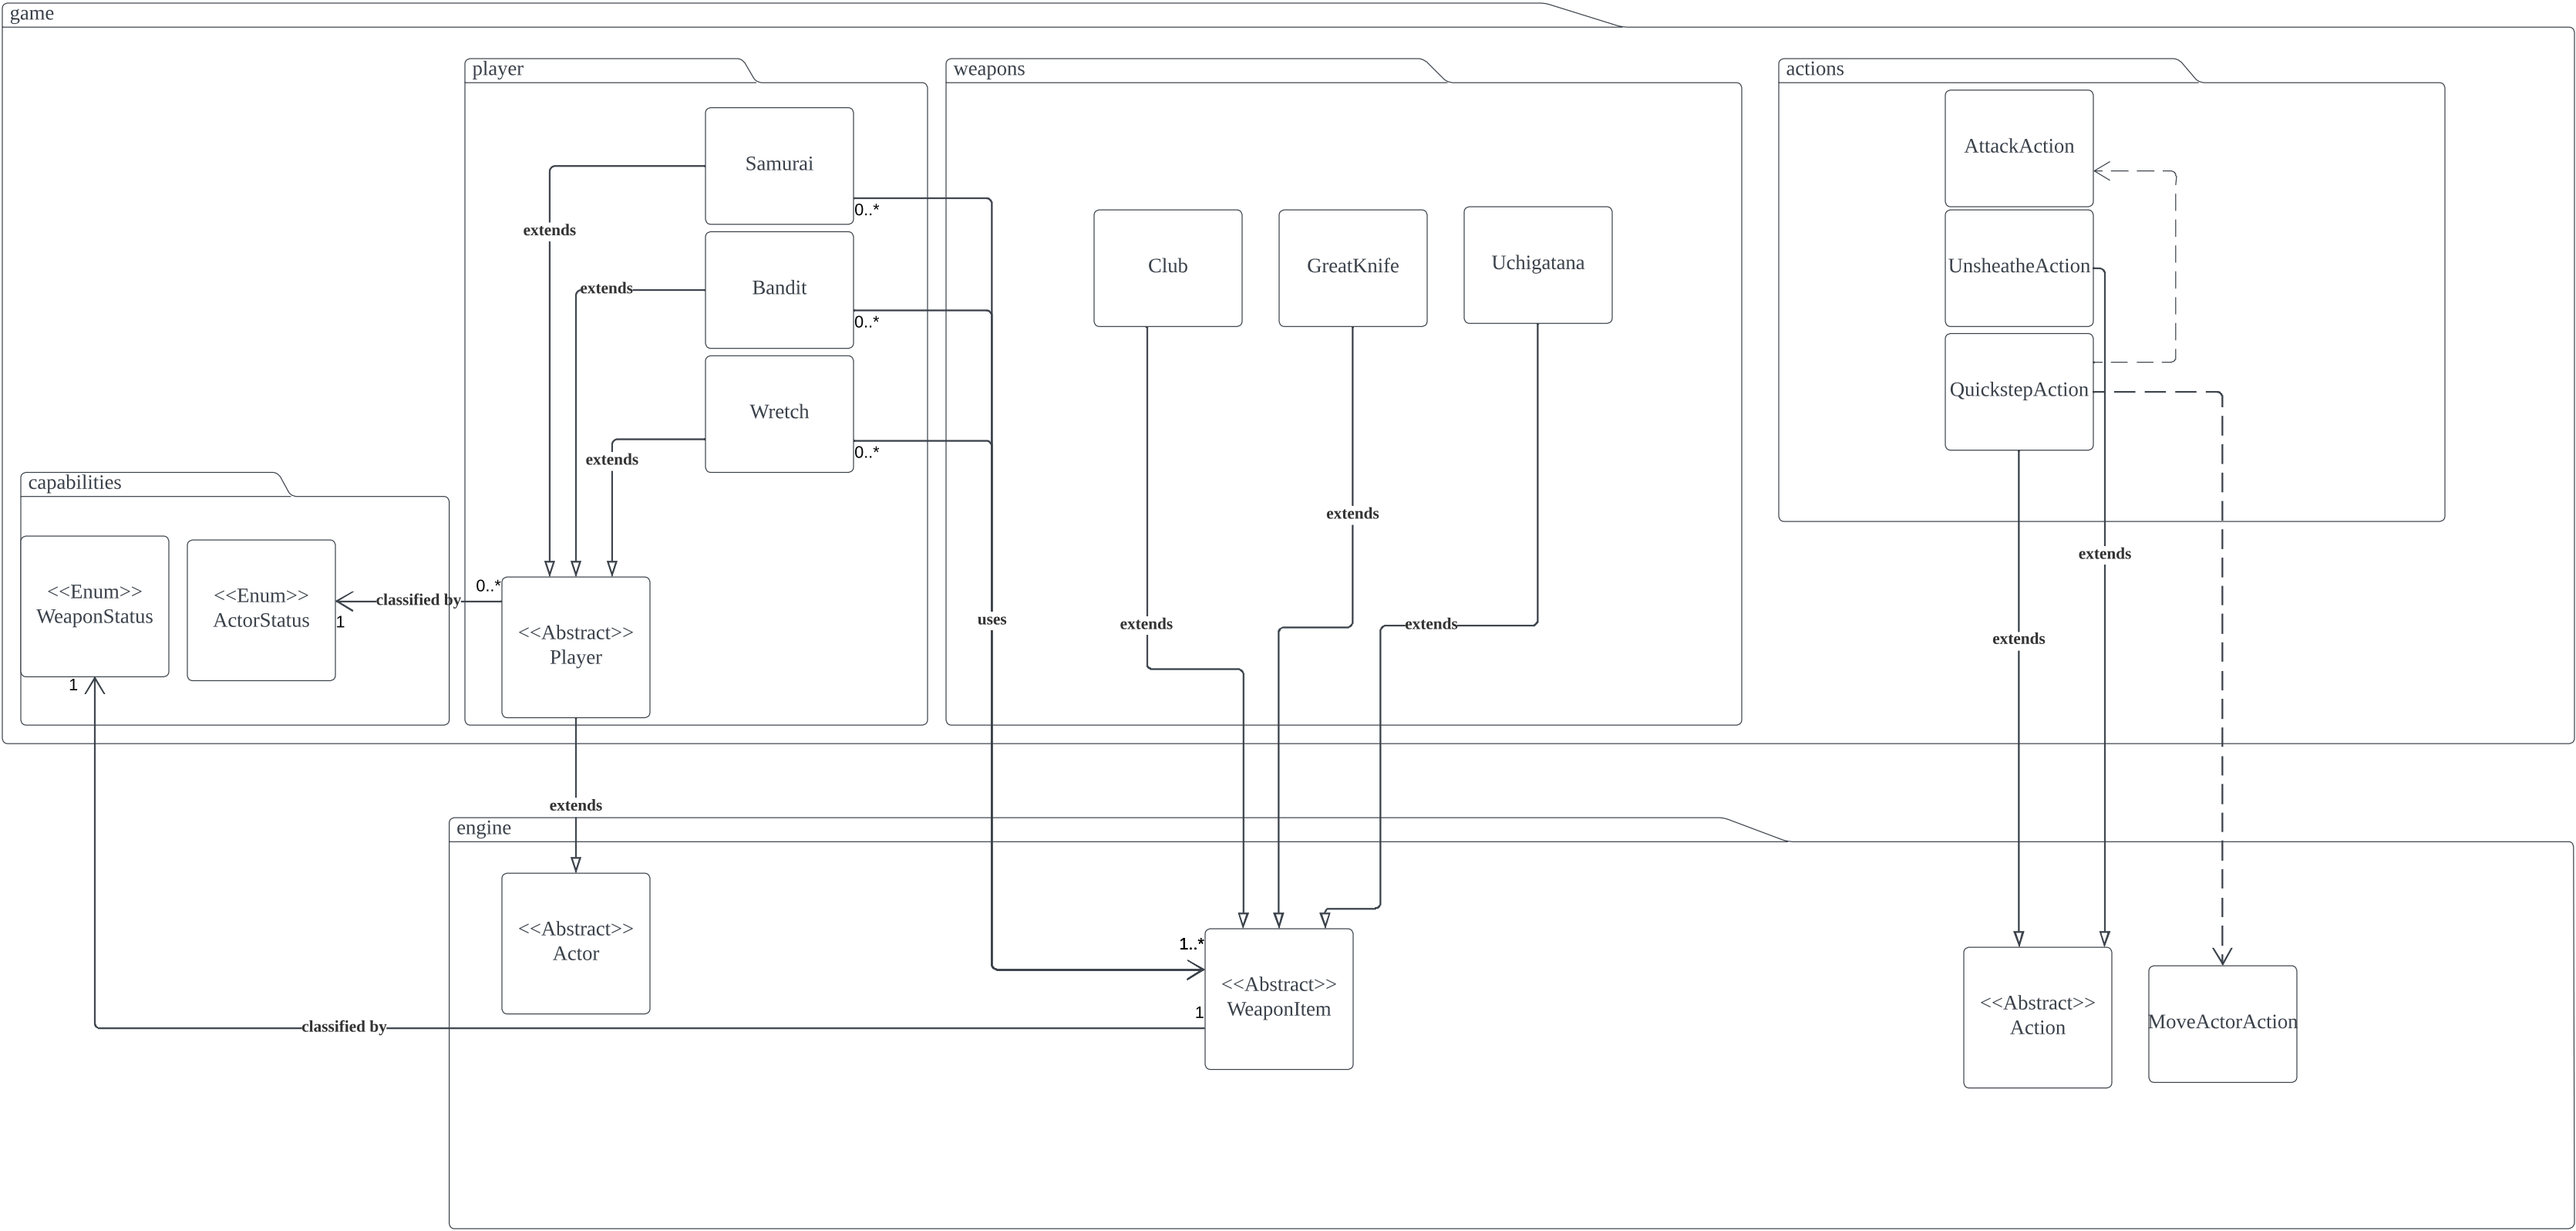 game
player
weapons
actions
AttackAction
Samurai
0..*
extends
Club
GreatKnife
Uchigatana
UnsheatheAction
Bandit
extends
0..*
QuickstepAction
Wretch
0..*
extends
capabilities
extends
extends
<<Enum>>
WeaponStatus
<<Enum>>
ActorStatus
classified by
0..*
1
<<Abstract>>
Player
uses
extends
extends
extends
1
extends
engine
<<Abstract>>
Actor
1..*
<<Abstract>>
WeaponItem
1
classified by
<<Abstract>>
Action
MoveActorAction